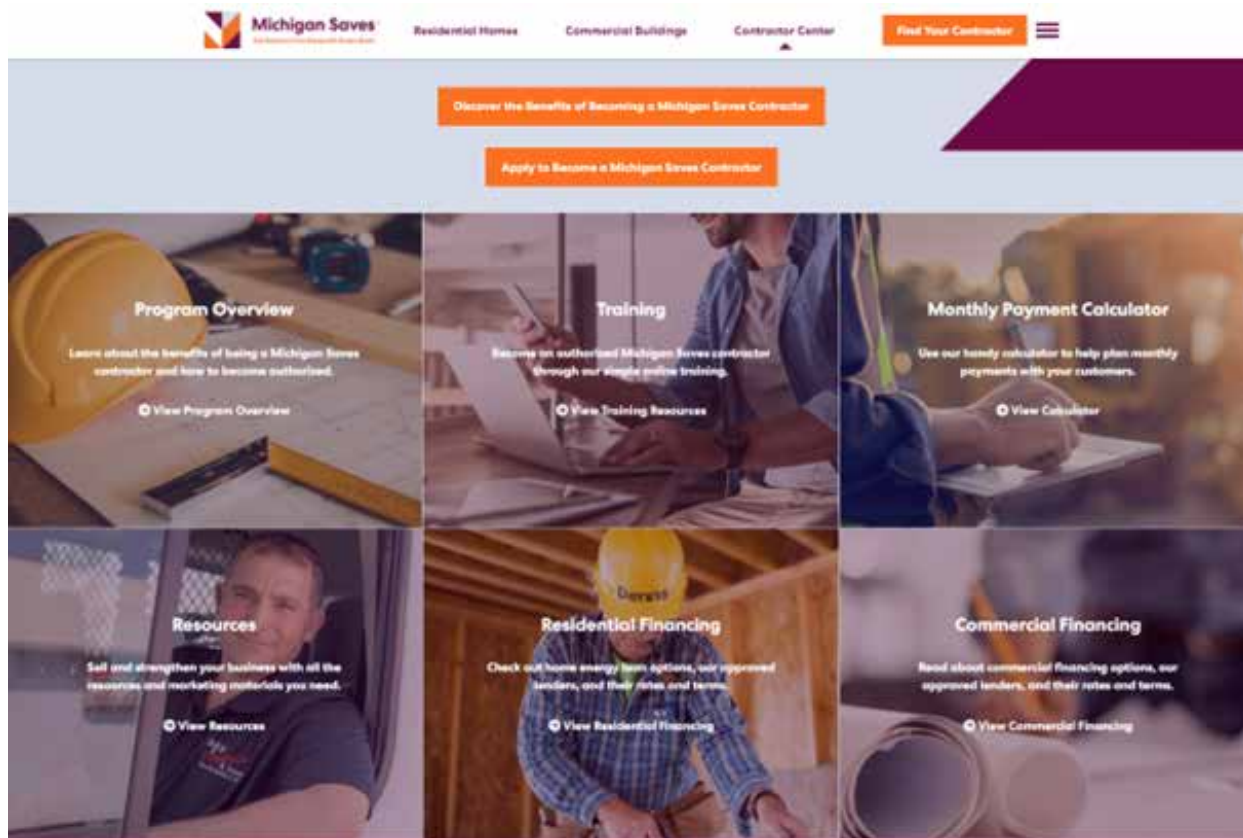 Michigan Saves
Residential Homes
Commercial Buildings
Contractor Center
Find Your Contractor
Discover the Benefits of Becoming a Michigan Saves Contractor
Apply to Become a Michigan Saves Contractor
Program Overview
Learn about the benefits of being a Michigan Saves
contractor and how to become authorized.
View Program Overview
Training
Become an authorized Michigan Saves contractor
through our simple online training.
View Training Resources
Monthly Payment Calculator
Use our handy calculator to help plan monthly
payments with your customers.
View Calculator
Resources
Sell and strengthen your business with all the
resources and marketing materials you need.
View Resources
Residential Financing
Check out home energy loan options, our approved
lenders, and their rates and terms.
View Residential Financing
Commercial Financing
Read about commercial financing options, our
approved lenders, and their rates and terms.
View Commercial Financing